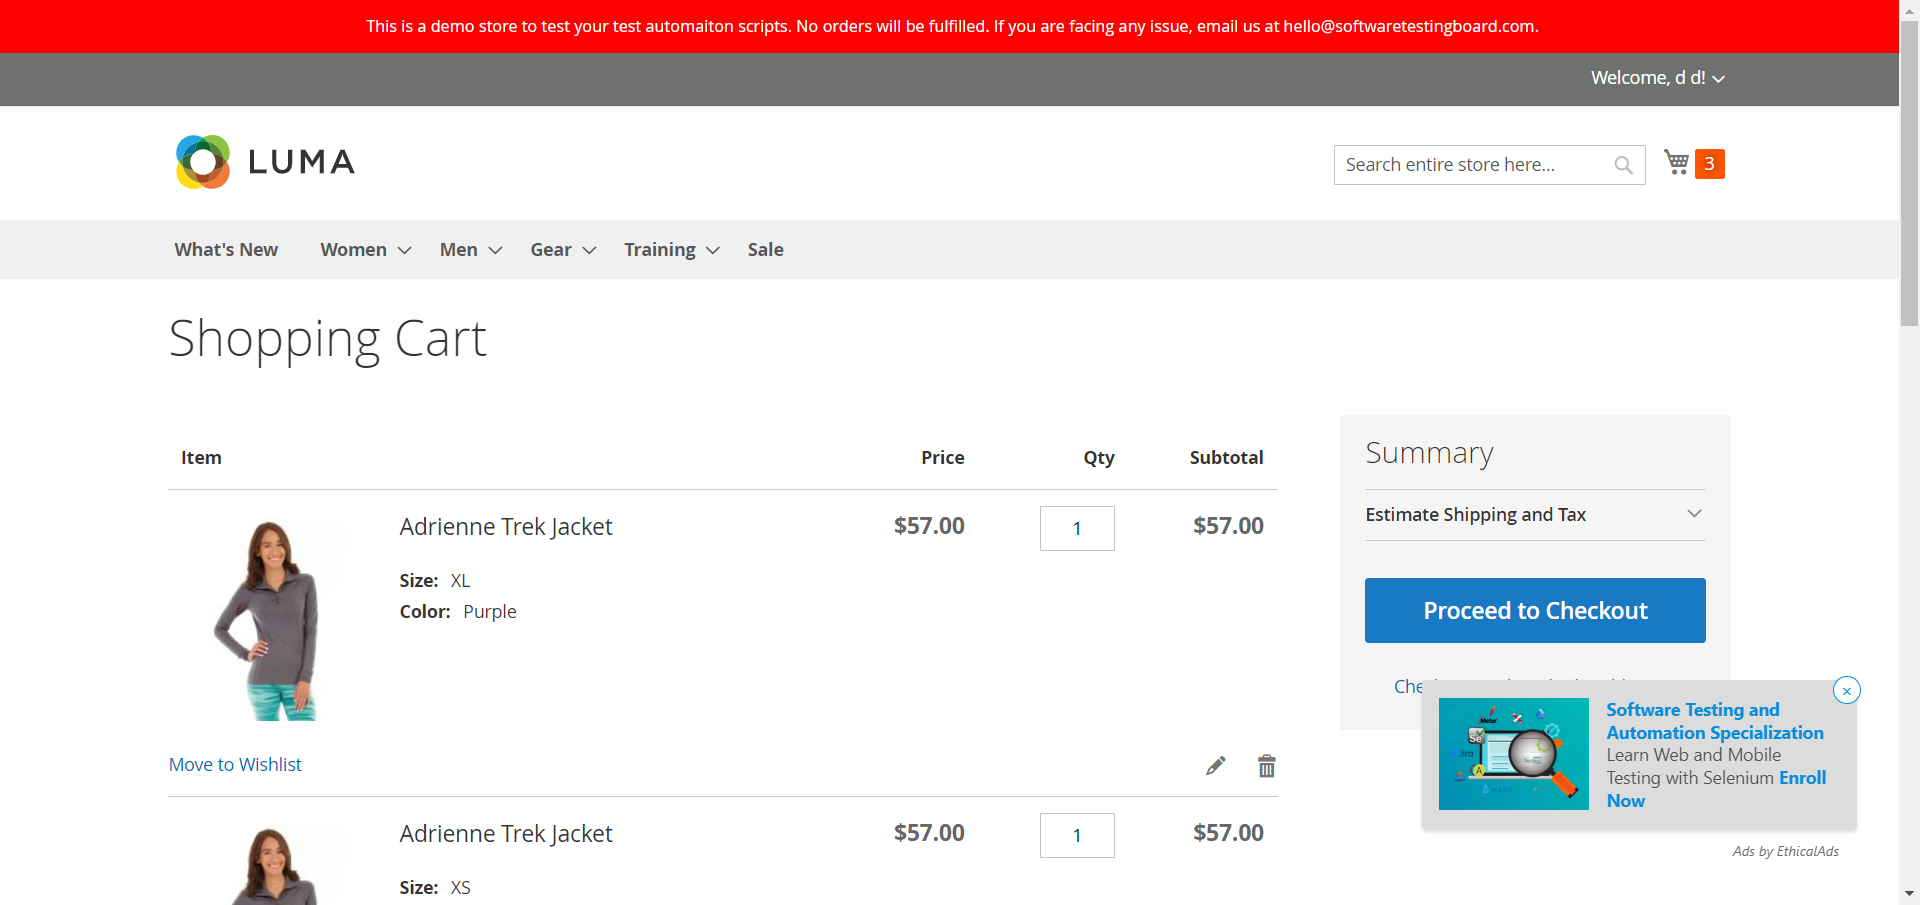 This is a demo store to test your test automaiton scripts. No orders will be fulfilled. If you are facing any issue, email us at hello@softwaretestingboard.com.
Welcome, d d!
LUMA
Search entire store here...
3
What's New Women Men Gear Training Sale
Shopping Cart
Item Price Qty Subtotal
Adrienne Trek Jacket $57.00 1 $57.00
Size: XL
Color: Purple
Move to Wishlist
Adrienne Trek Jacket $57.00 1 $57.00
Size: XS
Summary
Estimate Shipping and Tax
Proceed to Checkout
Software Testing and
Automation Specialization
Learn Web and Mobile
Testing with Selenium Enroll
Now
Meter
Se
Jira
A
Ads by EthicalAds